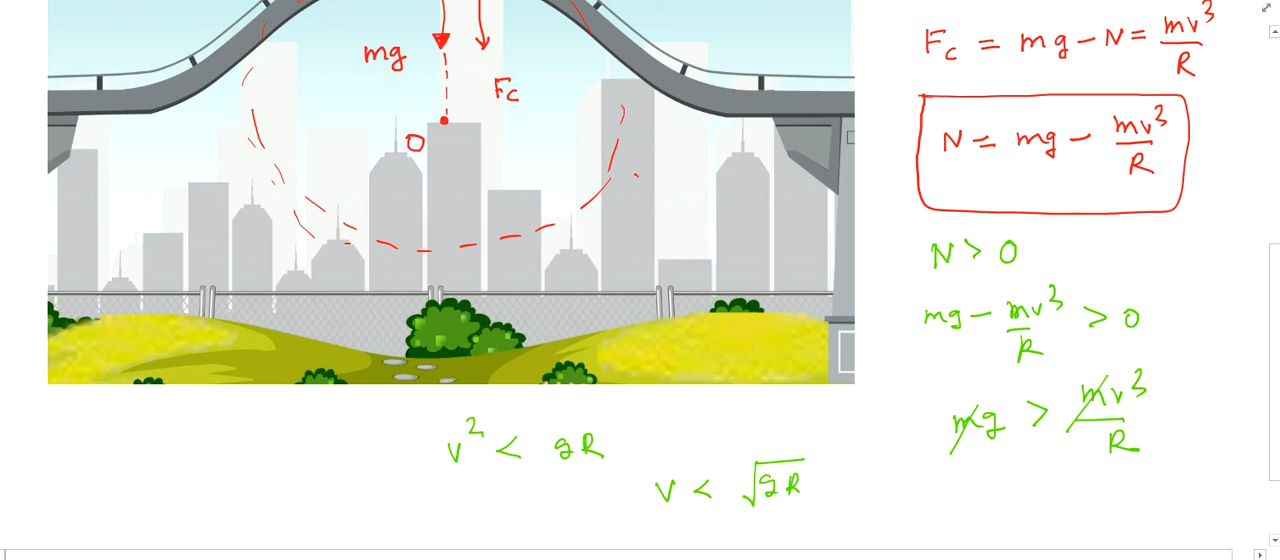 mg
Fc
O
Fc = mg - N = mv³/R
N = mg - mv³/R
N > 0
mg - mv³/R > 0
mg > mv³/R
v² < gR
v < √gR